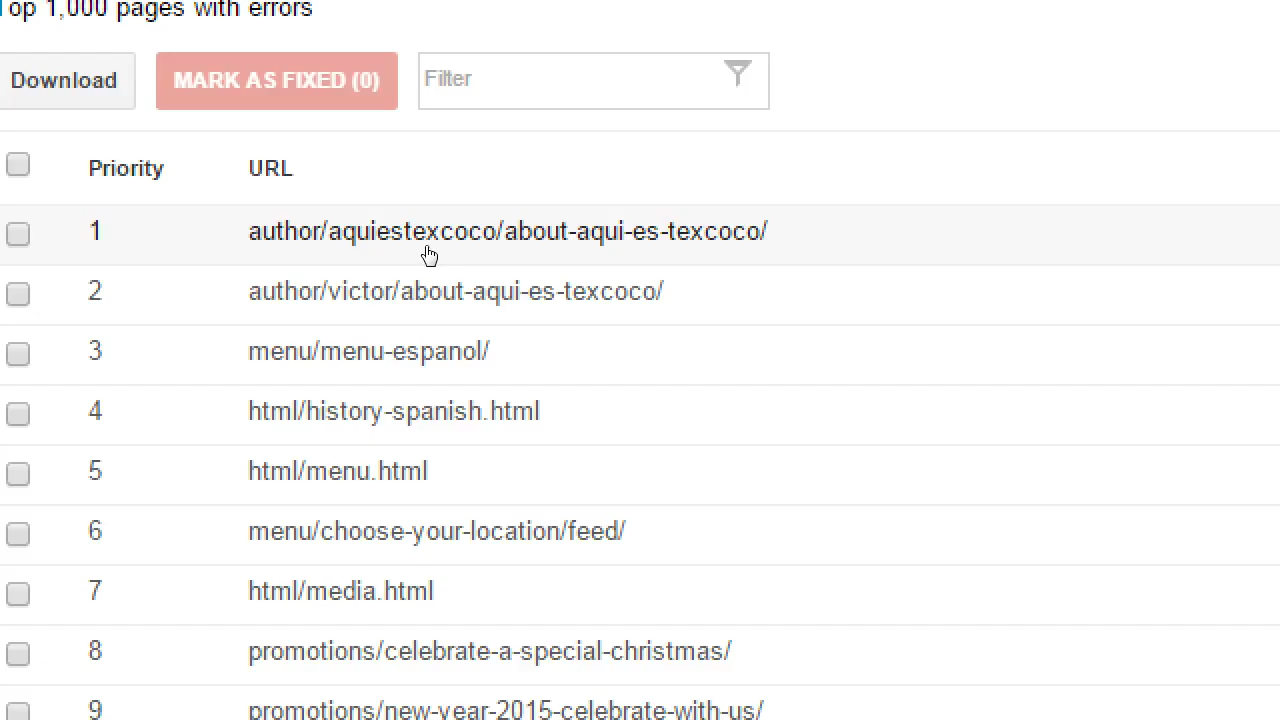 Top 1,000 pages with errors
Download MARK AS FIXED (0) Filter
Priority URL
1 author/aquiestexcoco/about-aqui-es-texcoco/
2 author/victor/about-aqui-es-texcoco/
3 menu/menu-espanol/
4 html/history-spanish.html
5 html/menu.html
6 menu/choose-your-location/feed/
7 html/media.html
8 promotions/celebrate-a-special-christmas/
9 promotions/new-year-2015-celebrate-with-us/